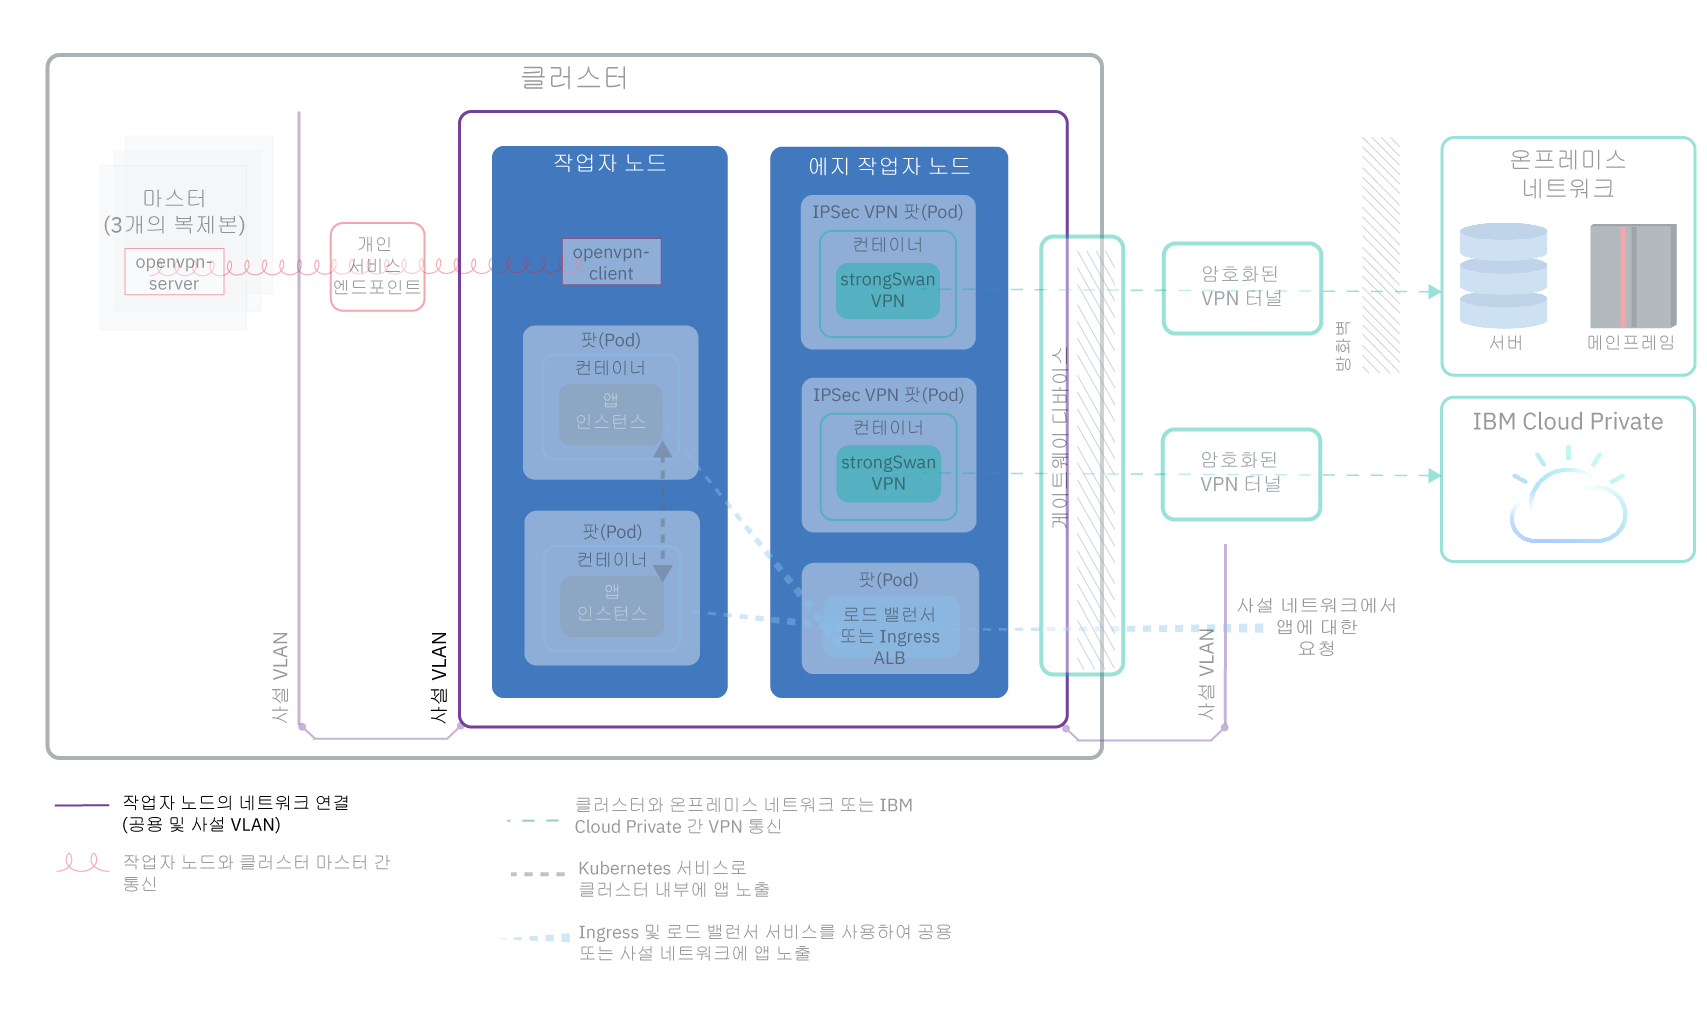 클러스터
마스터
(3개의 복제본)
openvpn-
server
개인
서비스
엔드포인트
사설 VLAN
사설 VLAN
작업자 노드
openvpn-
client
팟(Pod)
컨테이너
앱
인스턴스
팟(Pod)
컨테이너
앱
인스턴스
에지 작업자 노드
IPSec VPN 팟(Pod)
컨테이너
strongSwan
VPN
IPSec VPN 팟(Pod)
컨테이너
strongSwan
VPN
팟(Pod)
로드 밸런서
또는 Ingress
ALB
게이트웨이 디바이스
암호화된
VPN 터널
암호화된
VPN 터널
방화벽
온프레미스
네트워크
서버
메인프레임
IBM Cloud Private
사설 VLAN
사설 네트워크에서
앱에 대한
요청
작업자 노드의 네트워크 연결
(공용 및 사설 VLAN)
작업자 노드와 클러스터 마스터 간
통신
클러스터와 온프레미스 네트워크 또는 IBM
Cloud Private 간 VPN 통신
Kubernetes 서비스로
클러스터 내부에 앱 노출
Ingress 및 로드 밸런서 서비스를 사용하여 공용
또는 사설 네트워크에 앱 노출